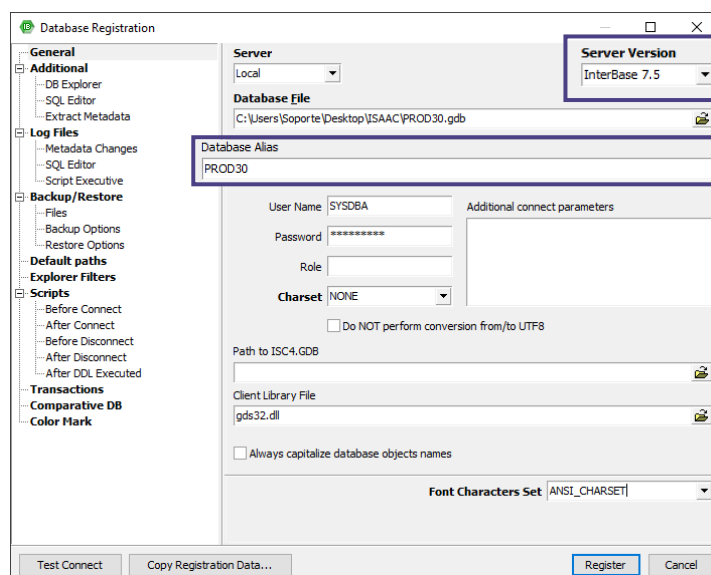 Database Registration
General
Additional
DB Explorer
SQL Editor
Extract Metadata
Log Files
Metadata Changes
SQL Editor
Script Executive
Backup/Restore
Files
Backup Options
Restore Options
Default paths
Explorer Filters
Scripts
Before Connect
After Connect
Before Disconnect
After Disconnect
After DDL Executed
Transactions
Comparative DB
Color Mark
Server
Local
Server Version
InterBase 7.5
Database File
C:\Users\Soporte\Desktop\ISAAC\PROD30.gdb
Database Alias
PROD30
User Name SYSDBA
Password *********
Role
Charset NONE
Additional connect parameters
Do NOT perform conversion from/to UTF8
Path to ISC4.GDB
Client Library File
gds32.dll
Always capitalize database objects names
Font Characters Set ANSI_CHARSET
Test Connect Copy Registration Data... Register Cancel